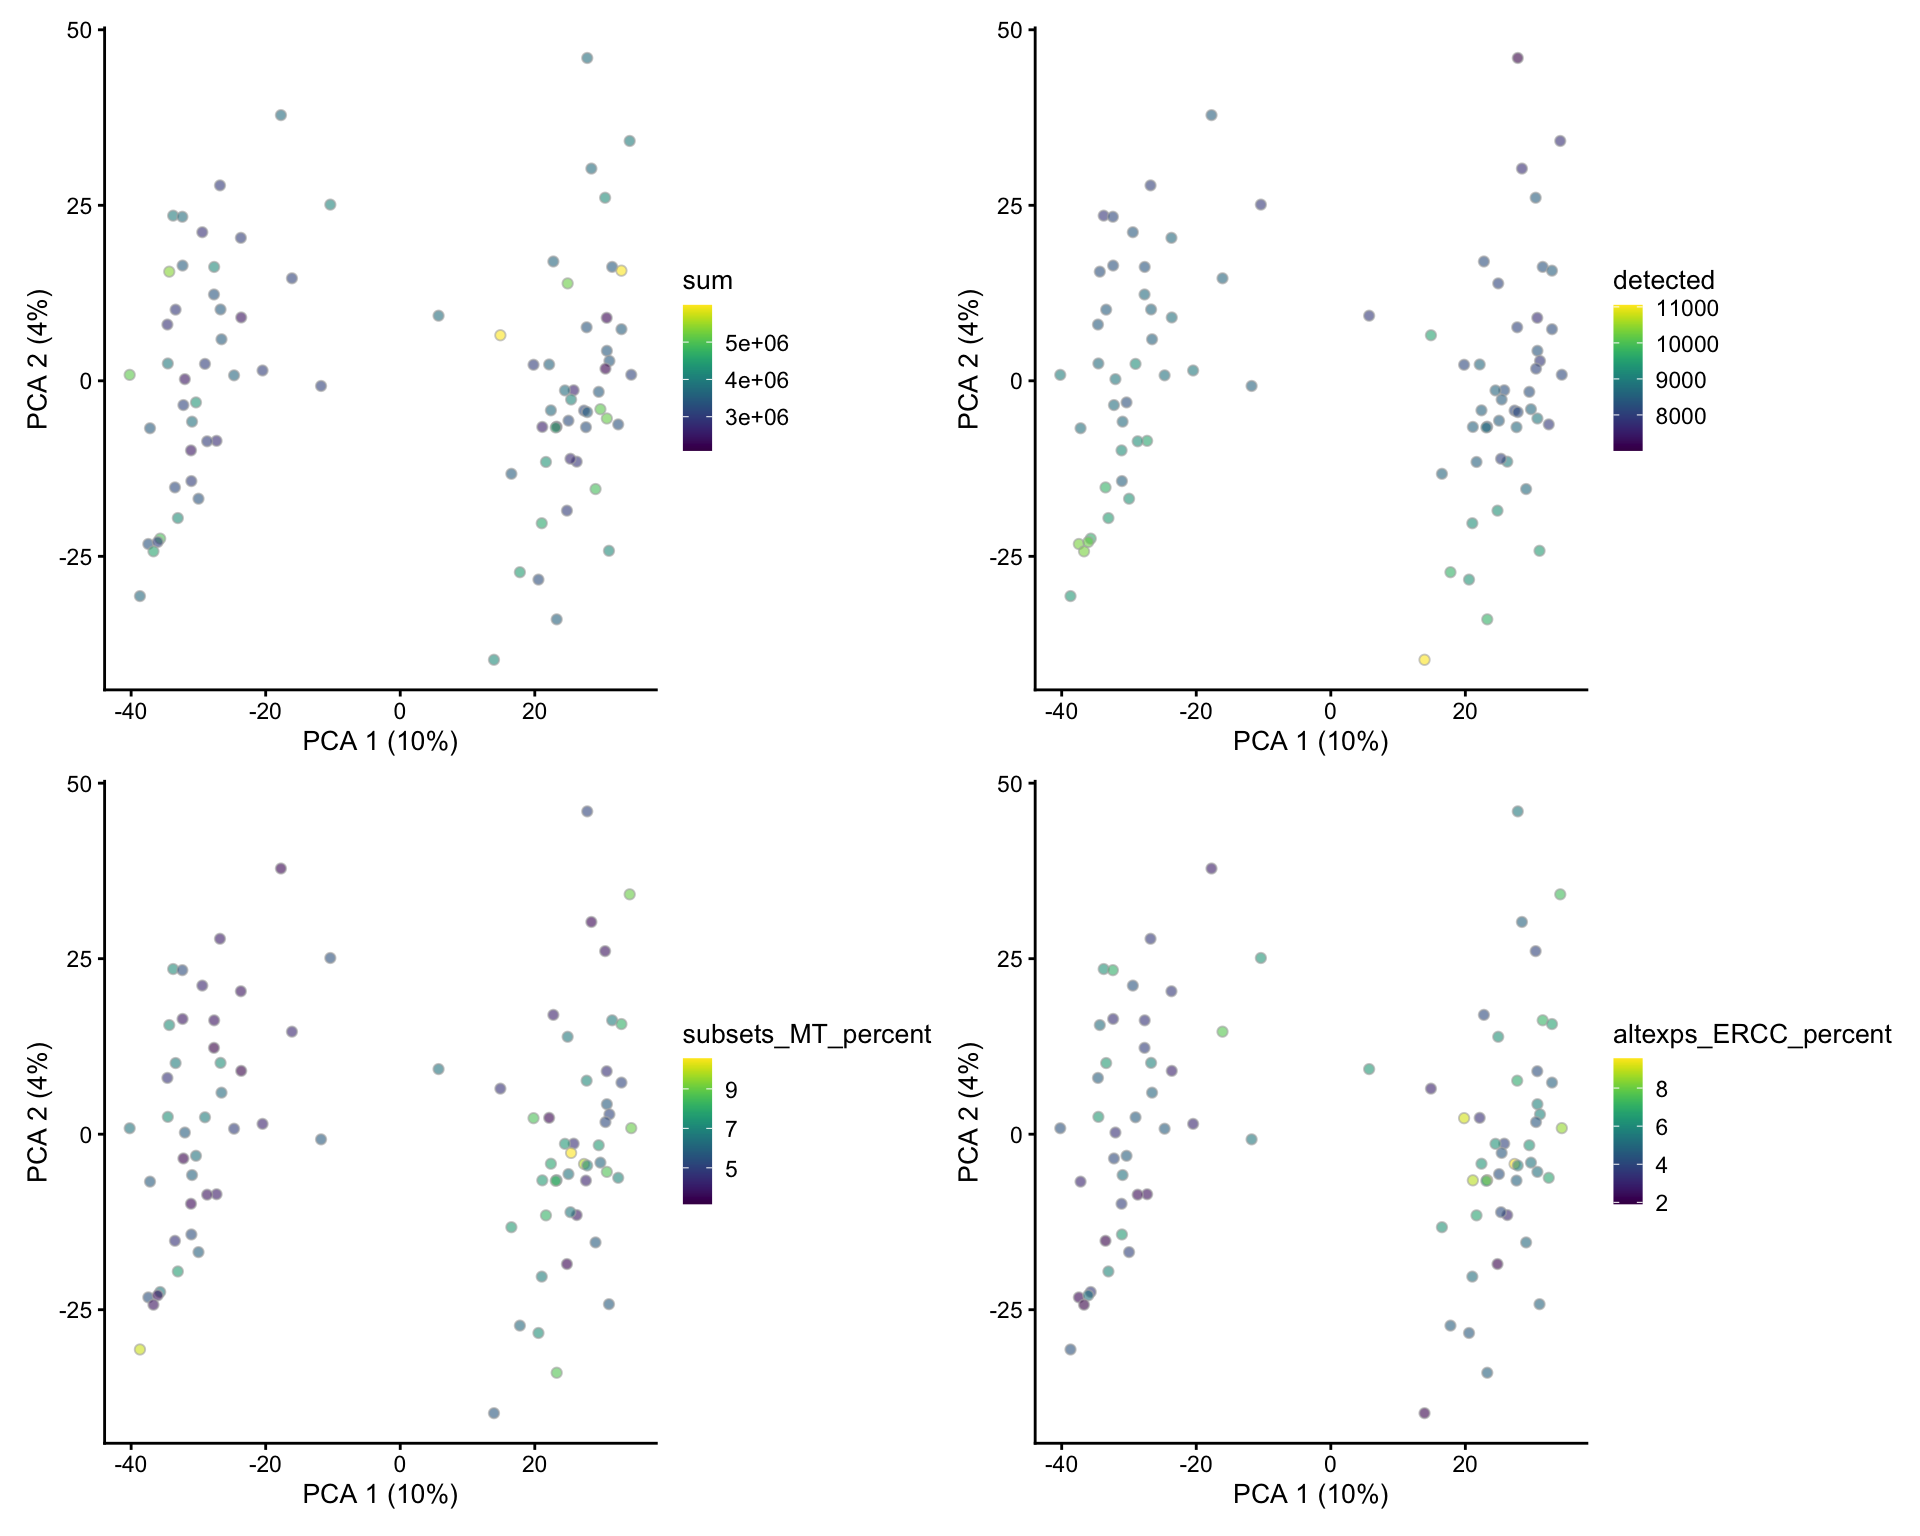 50
25
0
-25
PCA 2 (4%)
-40 -20 0 20
PCA 1 (10%)
sum
5e+06
4e+06
3e+06
50
25
0
-25
PCA 2 (4%)
-40 -20 0 20
PCA 1 (10%)
detected
11000
10000
9000
8000
50
25
0
-25
PCA 2 (4%)
-40 -20 0 20
PCA 1 (10%)
subsets_MT_percent
9
7
5
50
25
0
-25
PCA 2 (4%)
-40 -20 0 20
PCA 1 (10%)
altexps_ERCC_percent
8
6
4
2